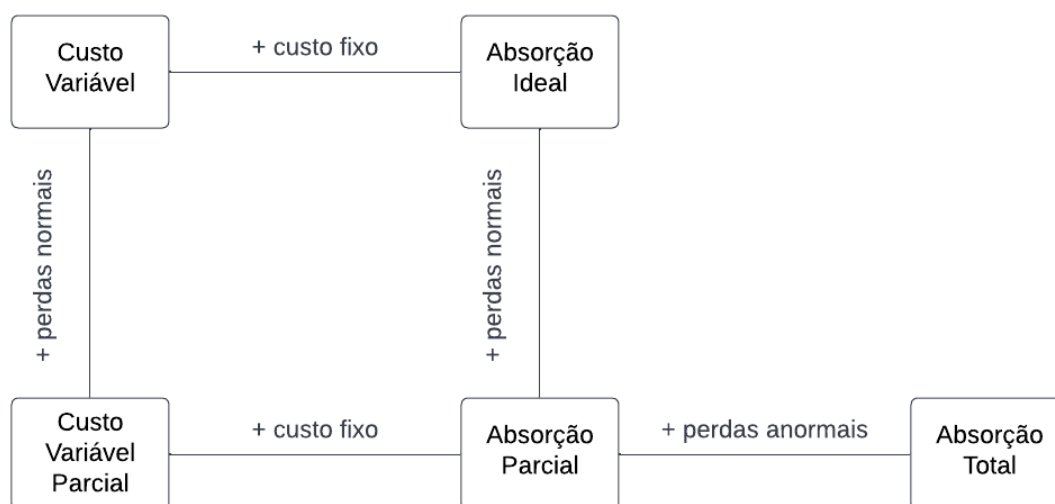 Custo
Variável
+ custo fixo
Absorção
Ideal
+ perdas normais
+ perdas normais
Custo
Variável
Parcial
+ custo fixo
Absorção
Parcial
+ perdas anormais
Absorção
Total